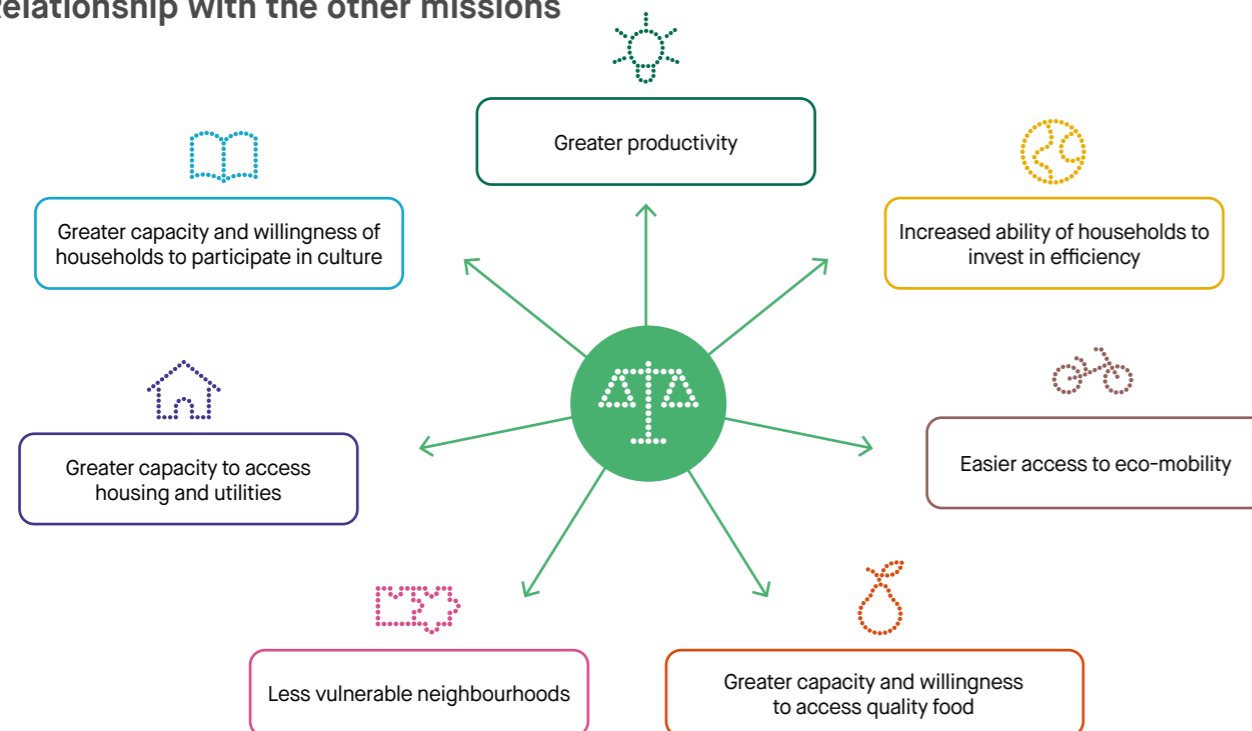 Relationship with the other missions
Greater productivity
Greater capacity and willingness of
households to participate in culture
Increased ability of households to
invest in efficiency
Greater capacity to access
housing and utilities
Easier access to eco-mobility
Less vulnerable neighbourhoods
Greater capacity and willingness
to access quality food